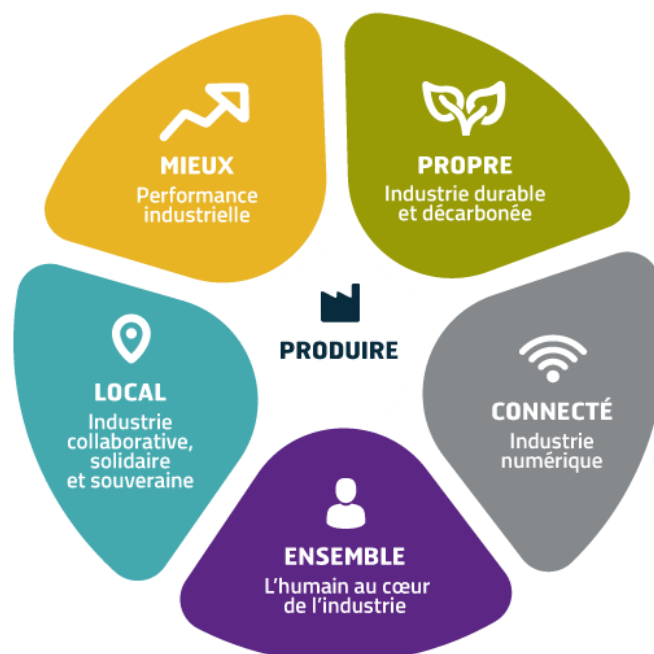 MIEUX
Performance
industrielle
PROPRE
Industrie durable
et décarbonée
PRODUIRE
LOCAL
Industrie
collaborative,
solidaire
et souveraine
CONNECTÉ
Industrie
numérique
ENSEMBLE
L'humain au cœur
de l'industrie